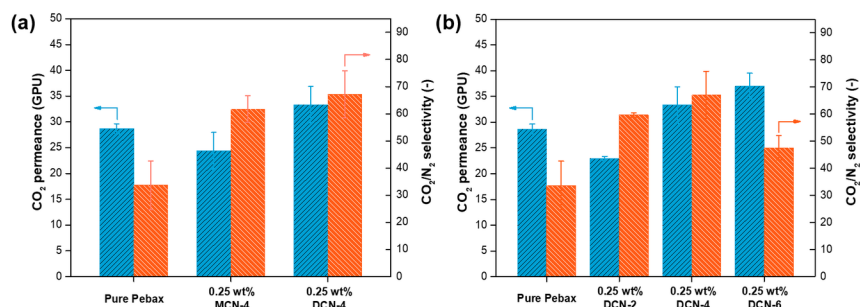 (a)
CO₂ permeance (GPU)
50
45
40
35
30
25
20
15
10
5
0
90
80
70
60
50
40
30
20
10
0
CO₂/N₂ selectivity (-)
Pure Pebax
0.25 wt%
MCN-4
0.25 wt%
DCN-4
(b)
CO₂ permeance (GPU)
50
45
40
35
30
25
20
15
10
5
0
90
80
70
60
50
40
30
20
10
0
CO₂/N₂ selectivity (-)
Pure Pebax
0.25 wt%
DCN-2
0.25 wt%
DCN-4
0.25 wt%
DCN-6